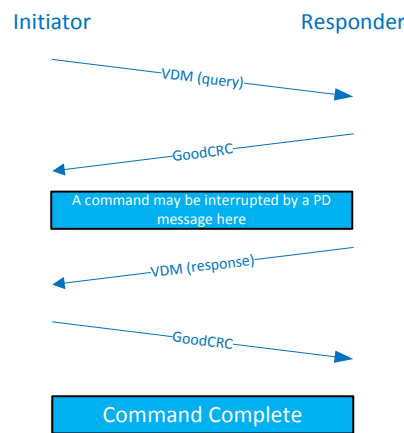 Initiator Responder
VDM (query)
GoodCRC
A command may be interrupted by a PD
message here
VDM (response)
GoodCRC
Command Complete